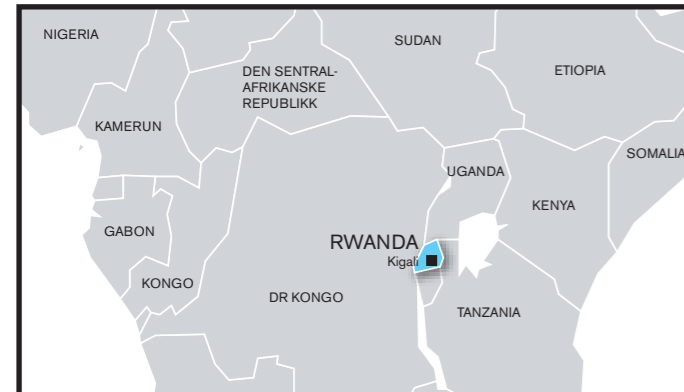 NIGERIA
SUDAN
ETIOPIA
DEN SENTRAL-
AFRIKANSKE
REPUBLIKK
KAMERUN
SOMALIA
UGANDA
KENYA
GABON
RWANDA
Kigali
KONGO
DR KONGO
TANZANIA